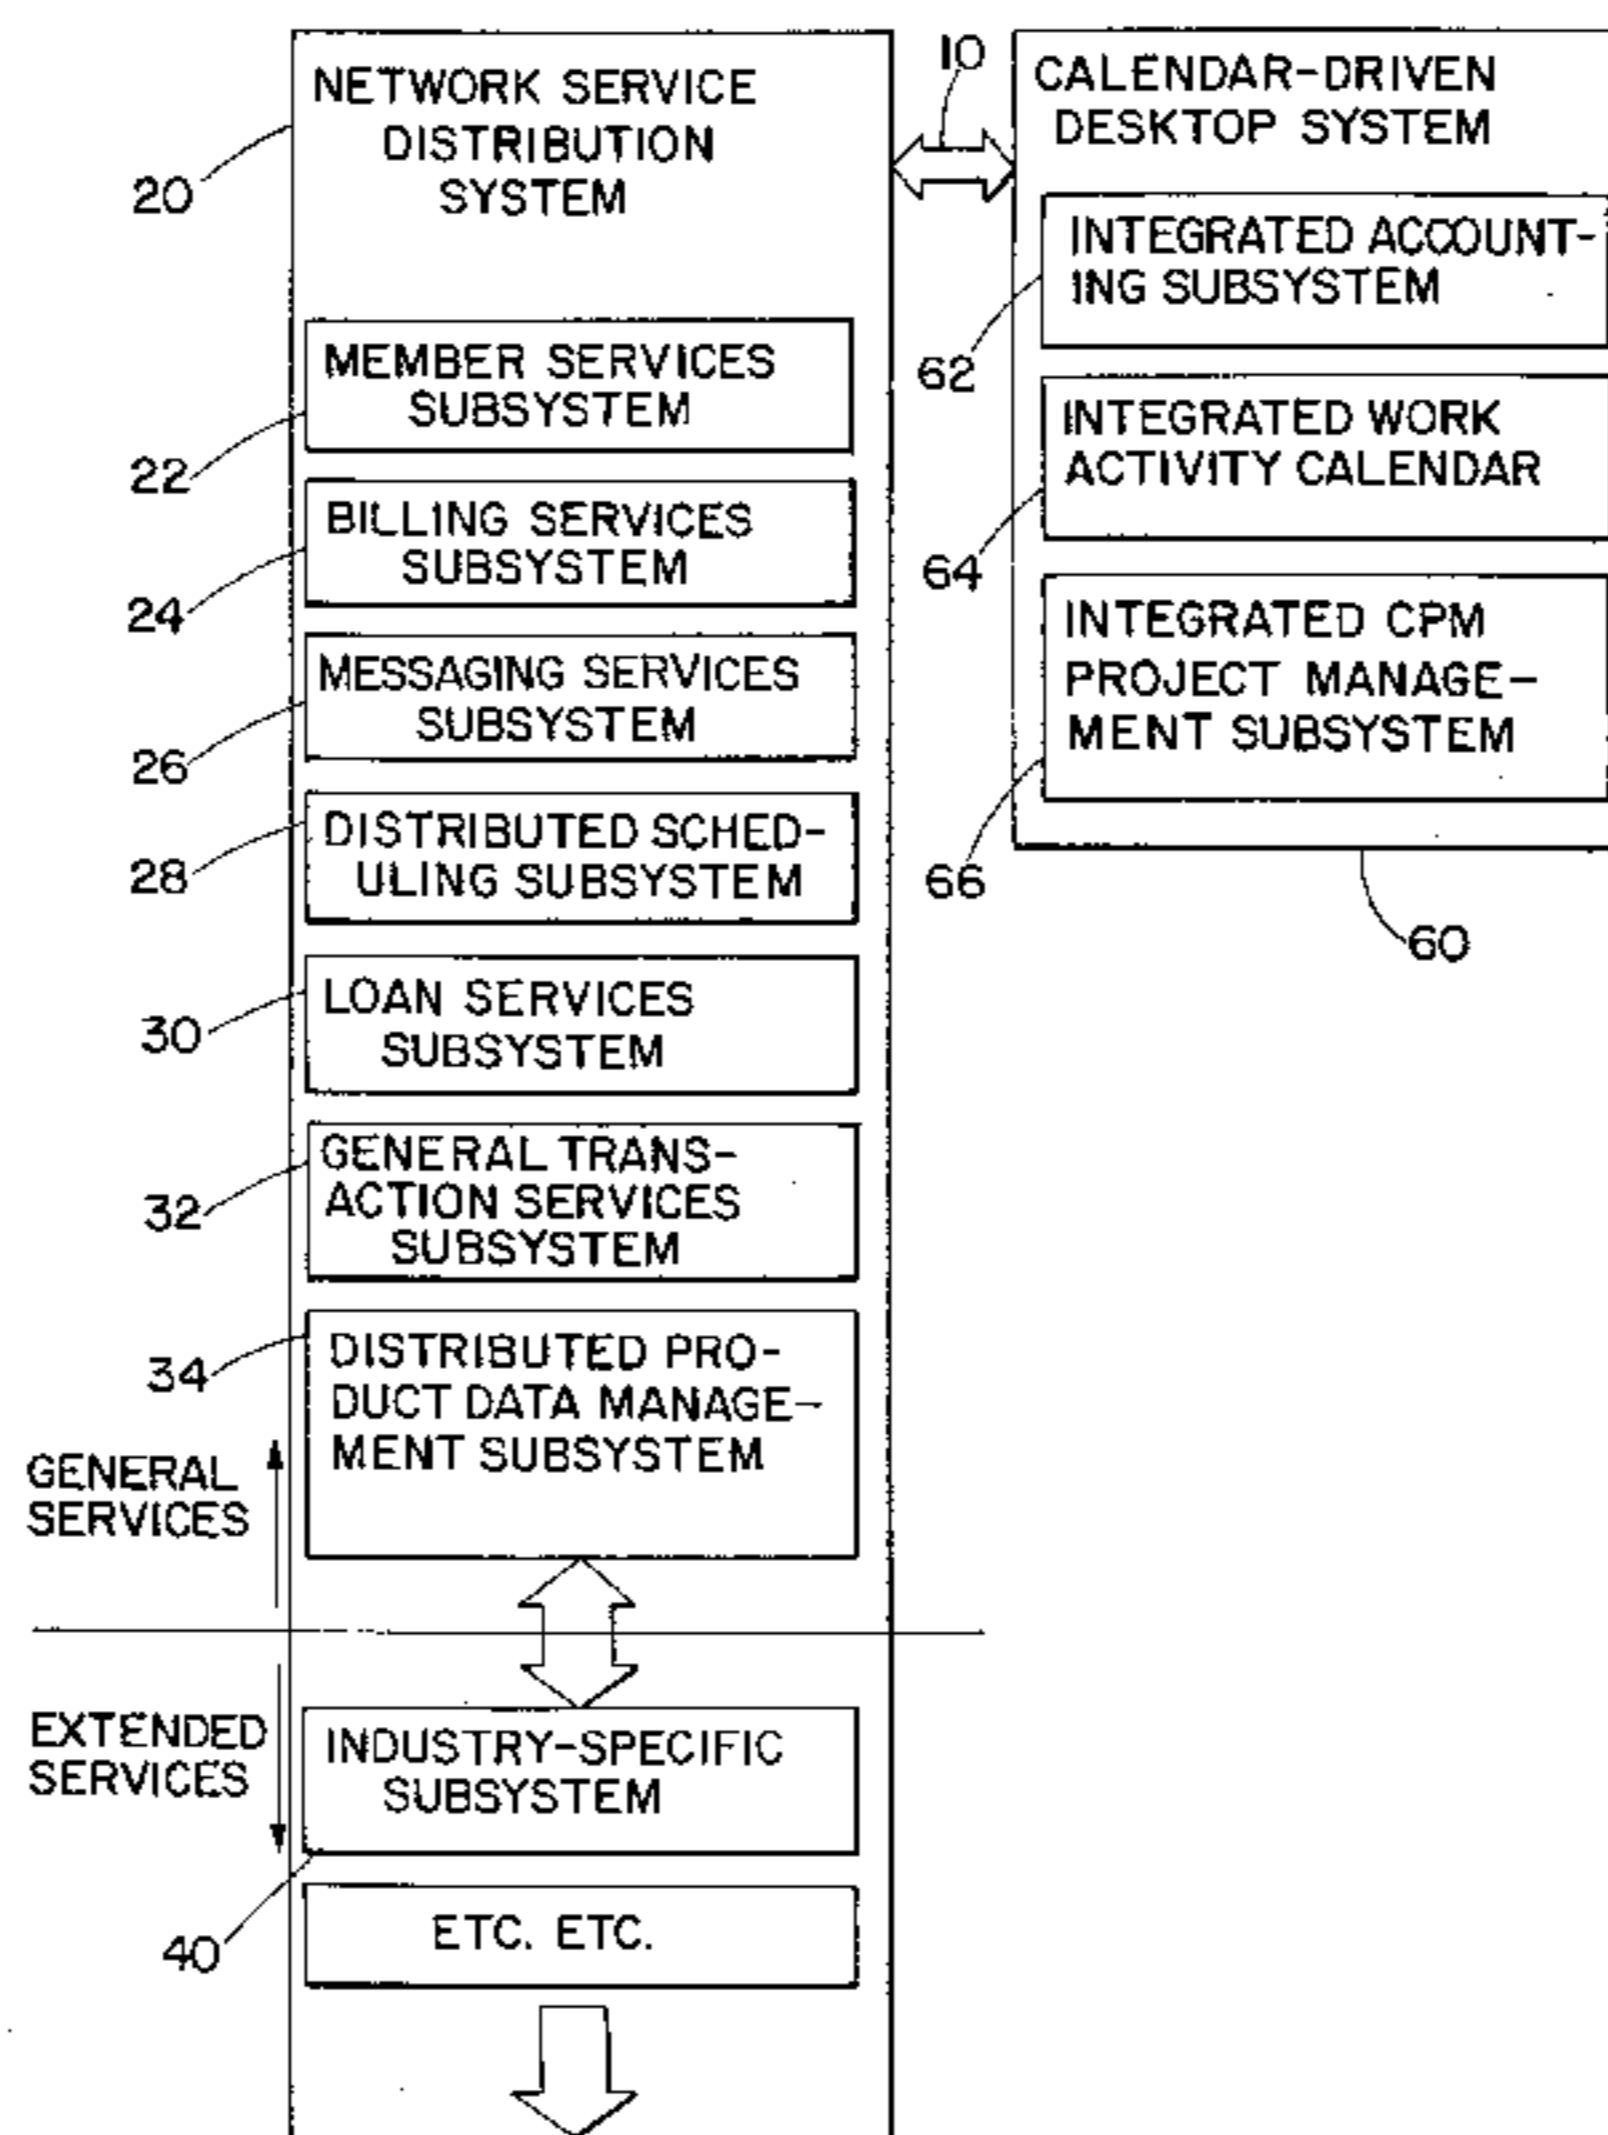 NETWORK SERVICE
DISTRIBUTION
SYSTEM
20
MEMBER SERVICES
SUBSYSTEM
22
BILLING SERVICES
SUBSYSTEM
24
MESSAGING SERVICES
SUBSYSTEM
26
DISTRIBUTED SCHED-
ULING SUBSYSTEM
28
LOAN SERVICES
SUBSYSTEM
30
GENERAL TRANS-
ACTION SERVICES
SUBSYSTEM
32
DISTRIBUTED PRO-
DUCT DATA MANAGE-
MENT SUBSYSTEM
34
GENERAL
SERVICES
EXTENDED
SERVICES
INDUSTRY-SPECIFIC
SUBSYSTEM
40
ETC. ETC.
10
CALENDAR-DRIVEN
DESKTOP SYSTEM
INTEGRATED ACCOUNT-
ING SUBSYSTEM
62
INTEGRATED WORK
ACTIVITY CALENDAR
64
INTEGRATED CPM
PROJECT MANAGE-
MENT SUBSYSTEM
66
60